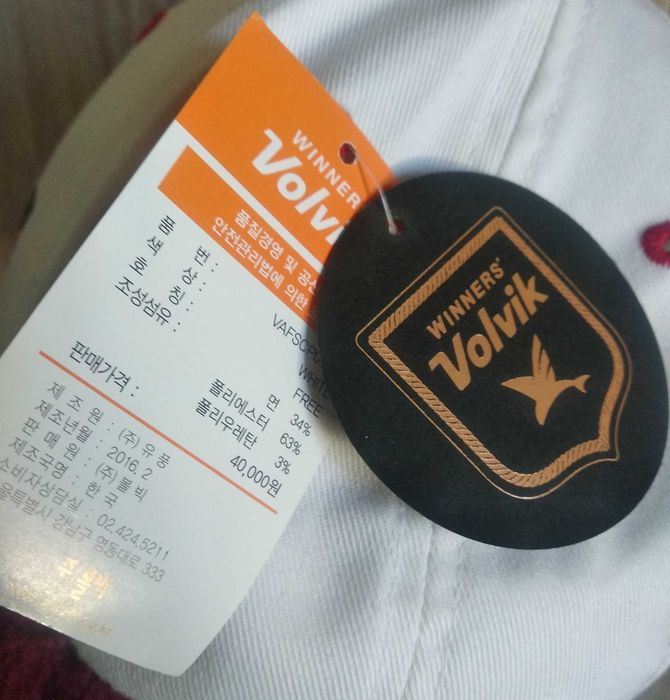 WINNER
Volvik
품질경영 및 공산
안전관리법에 의한
품 번 :
VAFSCP
색 상 :
WHITE
호 칭 :
FREE
조성섬유 :
면 34%
폴리에스터 63%
폴리우레탄 3%
판매가격 :
40,000원
제 조 원 : (주) 유 풍
제조년월 : 2016. 2
판 매 원 : (주) 볼빅
제조국명 : 한 국
소비자상담실 : 02.424.5211
울특별시 강남구 영동대로 333
WINNERS'
Volvik